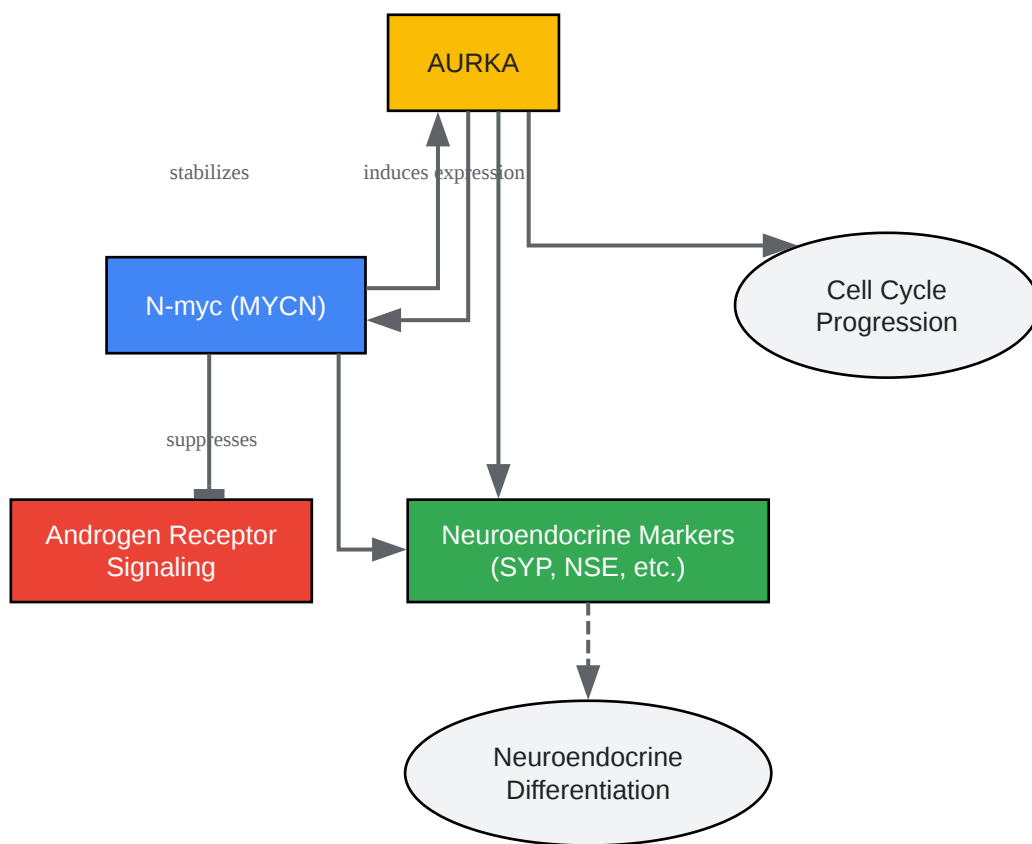 AURKA
stabilizes
induces expression
N-myc (MYCN)
Cell Cycle
Progression
suppresses
Androgen Receptor
Signaling
Neuroendocrine Markers
(SYP, NSE, etc.)
Neuroendocrine
Differentiation